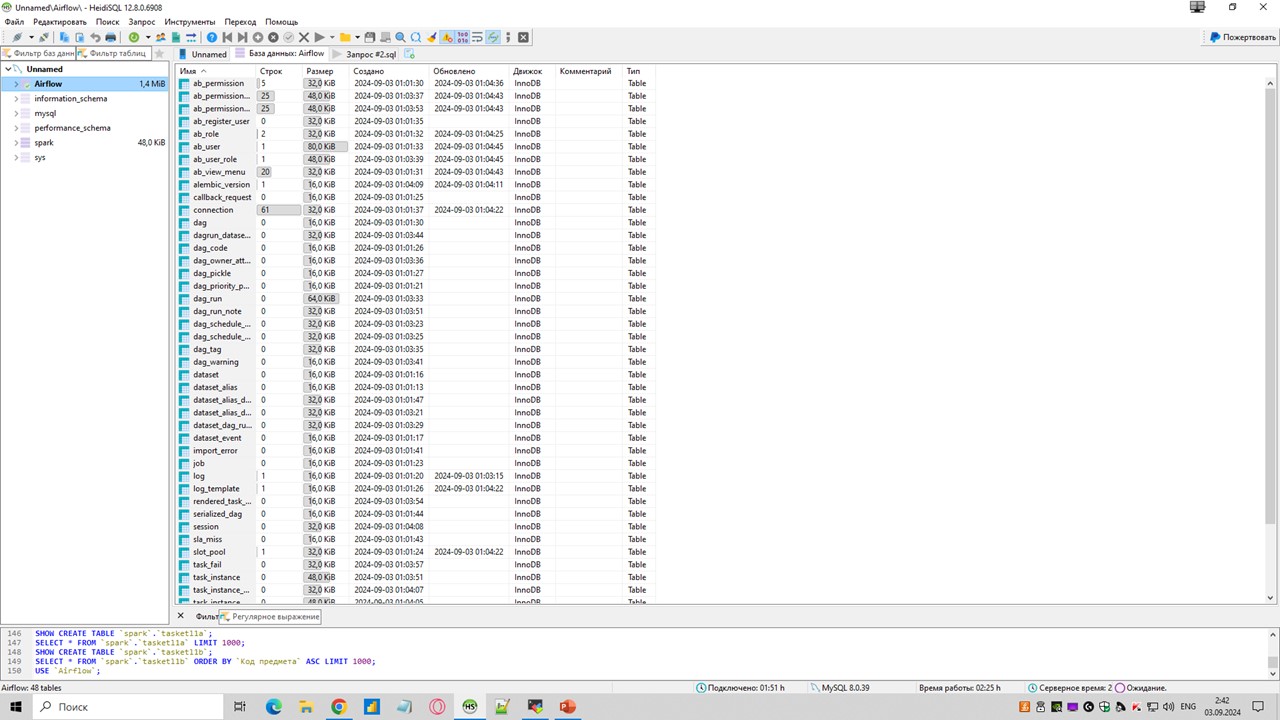 Unnamed\Airflow\ - HeidiSQL 12.8.0.6908
Файл Редактировать Поиск Запрос Инструменты Переход Помощь
Пожертвовать
Фильтр баз данн Фильтр таблиц Unnamed База данных: Airflow Запрос #2.sql
Unnamed
Airflow 1,4 MiB
information_schema
mysql
performance_schema
spark 48,0 KiB
sys
Имя Строк Размер Создано Обновлено Движок Комментарий Тип
ab_permission 5 32,0 KiB 2024-09-03 01:01:30 2024-09-03 01:04:36 InnoDB Table
ab_permission... 25 48,0 KiB 2024-09-03 01:03:37 2024-09-03 01:04:43 InnoDB Table
ab_permission... 25 48,0 KiB 2024-09-03 01:03:53 2024-09-03 01:04:43 InnoDB Table
ab_register_user 0 32,0 KiB 2024-09-03 01:01:35 InnoDB Table
ab_role 2 32,0 KiB 2024-09-03 01:01:32 2024-09-03 01:04:25 InnoDB Table
ab_user 1 80,0 KiB 2024-09-03 01:01:33 2024-09-03 01:04:45 InnoDB Table
ab_user_role 1 48,0 KiB 2024-09-03 01:03:39 2024-09-03 01:04:45 InnoDB Table
ab_view_menu 20 32,0 KiB 2024-09-03 01:01:31 2024-09-03 01:04:43 InnoDB Table
alembic_version 1 16,0 KiB 2024-09-03 01:04:09 2024-09-03 01:04:11 InnoDB Table
callback_request 0 16,0 KiB 2024-09-03 01:01:25 InnoDB Table
connection 61 32,0 KiB 2024-09-03 01:01:37 2024-09-03 01:04:22 InnoDB Table
dag 0 16,0 KiB 2024-09-03 01:01:30 InnoDB Table
dagrun_datase... 0 32,0 KiB 2024-09-03 01:03:44 InnoDB Table
dag_code 0 16,0 KiB 2024-09-03 01:01:26 InnoDB Table
dag_owner_att... 0 16,0 KiB 2024-09-03 01:03:36 InnoDB Table
dag_pickle 0 16,0 KiB 2024-09-03 01:01:27 InnoDB Table
dag_priority_p... 0 16,0 KiB 2024-09-03 01:01:21 InnoDB Table
dag_run 0 64,0 KiB 2024-09-03 01:03:33 InnoDB Table
dag_run_note 0 32,0 KiB 2024-09-03 01:03:51 InnoDB Table
dag_schedule_... 0 32,0 KiB 2024-09-03 01:03:23 InnoDB Table
dag_schedule_... 0 32,0 KiB 2024-09-03 01:03:25 InnoDB Table
dag_tag 0 32,0 KiB 2024-09-03 01:03:35 InnoDB Table
dag_warning 0 16,0 KiB 2024-09-03 01:03:41 InnoDB Table
dataset 0 16,0 KiB 2024-09-03 01:01:16 InnoDB Table
dataset_alias 0 16,0 KiB 2024-09-03 01:01:13 InnoDB Table
dataset_alias_d... 0 32,0 KiB 2024-09-03 01:01:47 InnoDB Table
dataset_alias_d... 0 32,0 KiB 2024-09-03 01:03:21 InnoDB Table
dataset_dag_ru... 0 32,0 KiB 2024-09-03 01:03:29 InnoDB Table
dataset_event 0 16,0 KiB 2024-09-03 01:01:17 InnoDB Table
import_error 0 16,0 KiB 2024-09-03 01:01:41 InnoDB Table
job 0 16,0 KiB 2024-09-03 01:01:23 InnoDB Table
log 1 16,0 KiB 2024-09-03 01:01:20 2024-09-03 01:03:15 InnoDB Table
log_template 1 16,0 KiB 2024-09-03 01:01:26 2024-09-03 01:04:22 InnoDB Table
rendered_task_... 0 16,0 KiB 2024-09-03 01:03:54 InnoDB Table
serialized_dag 0 16,0 KiB 2024-09-03 01:01:44 InnoDB Table
session 0 32,0 KiB 2024-09-03 01:04:08 InnoDB Table
sla_miss 0 16,0 KiB 2024-09-03 01:01:43 InnoDB Table
slot_pool 1 32,0 KiB 2024-09-03 01:01:24 2024-09-03 01:04:22 InnoDB Table
task_fail 0 32,0 KiB 2024-09-03 01:03:57 InnoDB Table
task_instance 0 48,0 KiB 2024-09-03 01:03:51 InnoDB Table
task_instance_... 0 32,0 KiB 2024-09-03 01:04:07 InnoDB Table
task_instance 0 48,0 KiB 2024-09-03 01:04:05 InnoDB Table
Фильт Регулярное выражение
146 SHOW CREATE TABLE `spark`.`tasketl1a`;
147 SELECT * FROM `spark`.`tasketl1a` LIMIT 1000;
148 SHOW CREATE TABLE `spark`.`tasketl1b`;
149 SELECT * FROM `spark`.`tasketl1b` ORDER BY `Код предмета` ASC LIMIT 1000;
150 USE `Airflow`;
Airflow: 48 tables Подключено: 01:51 h MySQL 8.0.39 Время работы: 02:25 h Серверное время: 2 Ожидание.
Поиск ENG 2:42
03.09.2024